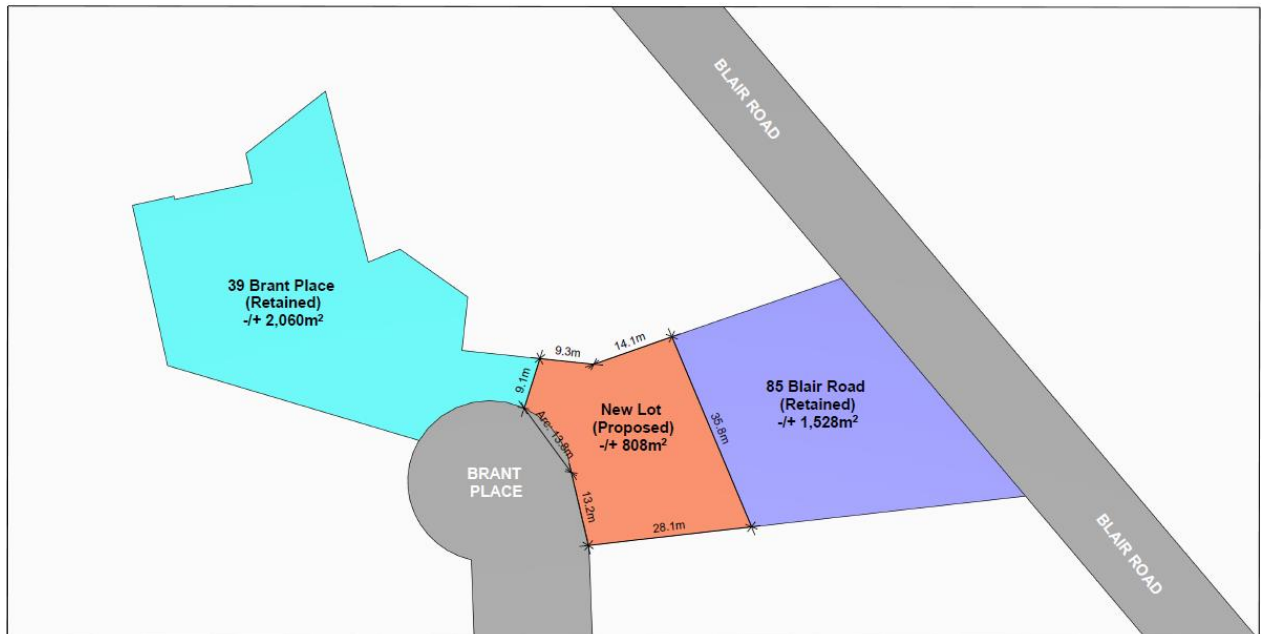 BLAIR ROAD
39 Brant Place
(Retained)
-/+ 2,060m²
9.3m
14.1m
9.1m
Arc: 13.8m
New Lot
(Proposed)
-/+ 808m²
35.8m
85 Blair Road
(Retained)
-/+ 1,528m²
BRANT
PLACE
13.2m
28.1m
BLAIR ROAD